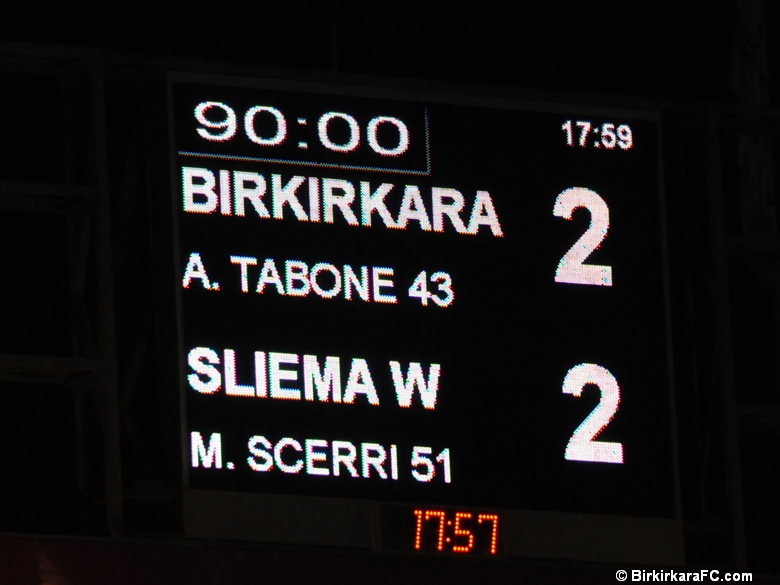 90:00 17:59
BIRKIRKARA 2
A. TABONE 43
SLIEMA W 2
M. SCERRI 51
17:57
© BirkirkaraFC.com